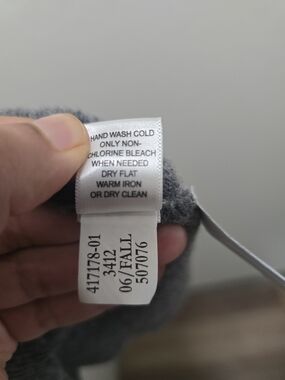 HAND WASH COLD
ONLY NON-
CHLORINE BLEACH
WHEN NEEDED
DRY FLAT
WARM IRON
OR DRY CLEAN
417178-01
3412
06/FALL
507076